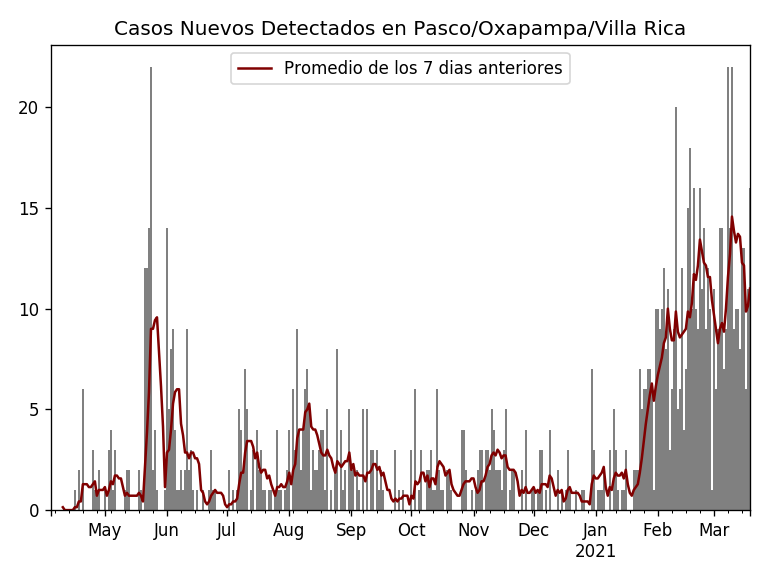 Casos Nuevos Detectados en Pasco/Oxapampa/Villa Rica
Promedio de los 7 dias anteriores
20
15
10
5
0
May Jun Jul Aug Sep Oct Nov Dec Jan Feb Mar
2021